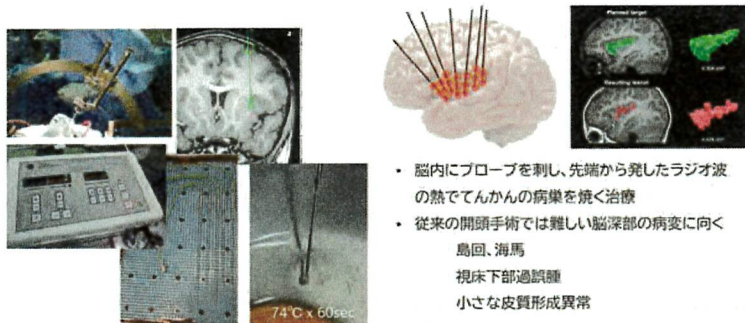 Planned target
Resulting lesion
・ 脳内にプローブを刺し、先端から発したラジオ波
の熱でてんかんの病巣を焼く治療
・ 従来の開頭手術では難しい脳深部の病変に向く
島回、海馬
視床下部過誤腫
小さな皮質形成異常
74℃ x 60sec